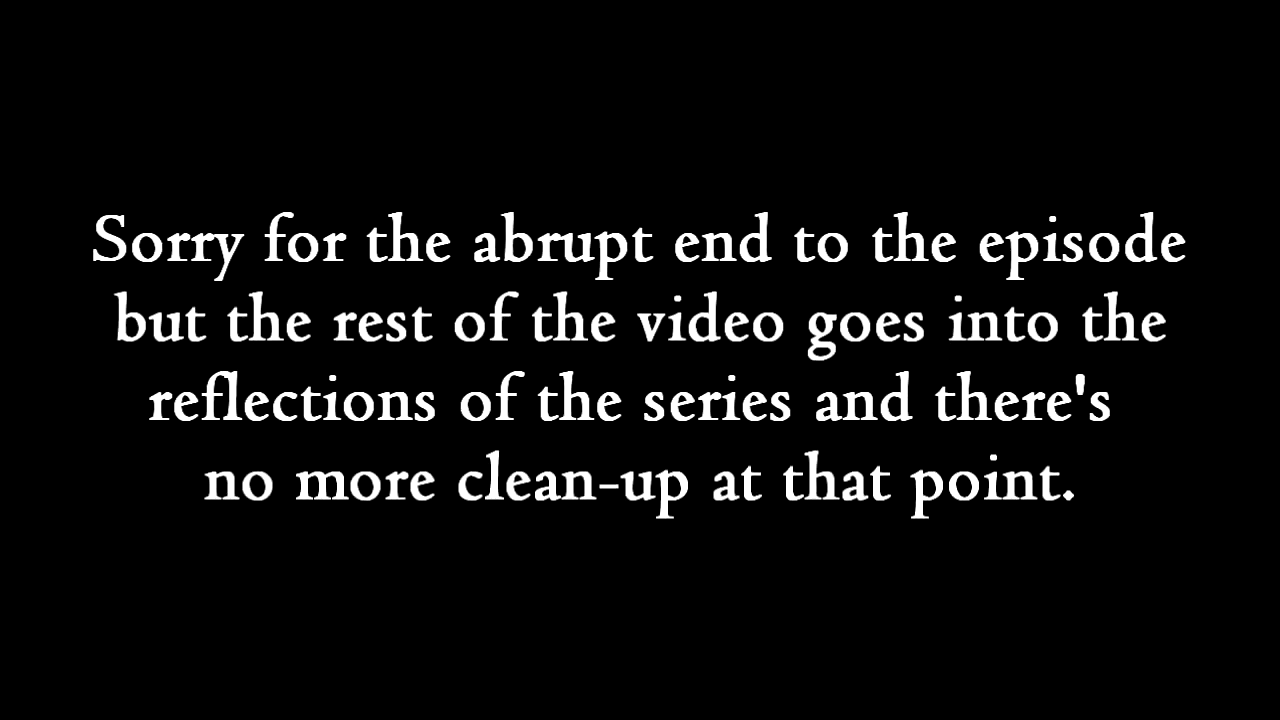 Sorry for the abrupt end to the episode
but the rest of the video goes into the
reflections of the series and there's
no more clean-up at that point.